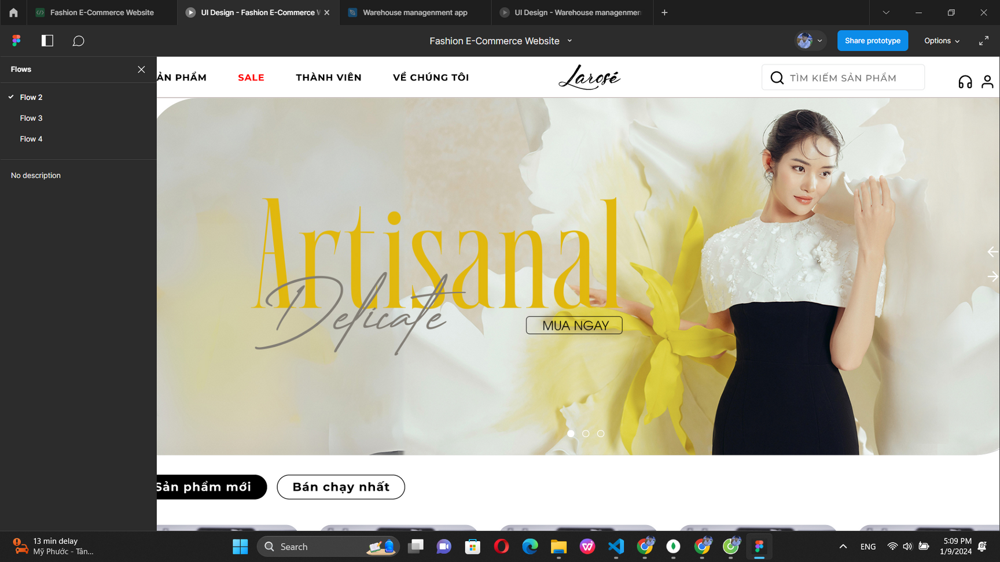 Fashion E-Commerce Website
UI Design - Fashion E-Commerce W
Warehouse managenment app
UI Design - Warehouse managenmen
Fashion E-Commerce Website
Share prototype
Options
Flows
Flow 2
Flow 3
Flow 4
No description
ẢN PHẨM
SALE
THÀNH VIÊN
VỀ CHÚNG TÔI
Larosé
TÌM KIẾM SẢN PHẨM
Artisanal
Delicate
MUA NGAY
Sản phẩm mới
Bán chạy nhất
13 min delay
Mỹ Phước - Tân...
Search
ENG
5:09 PM
1/9/2024